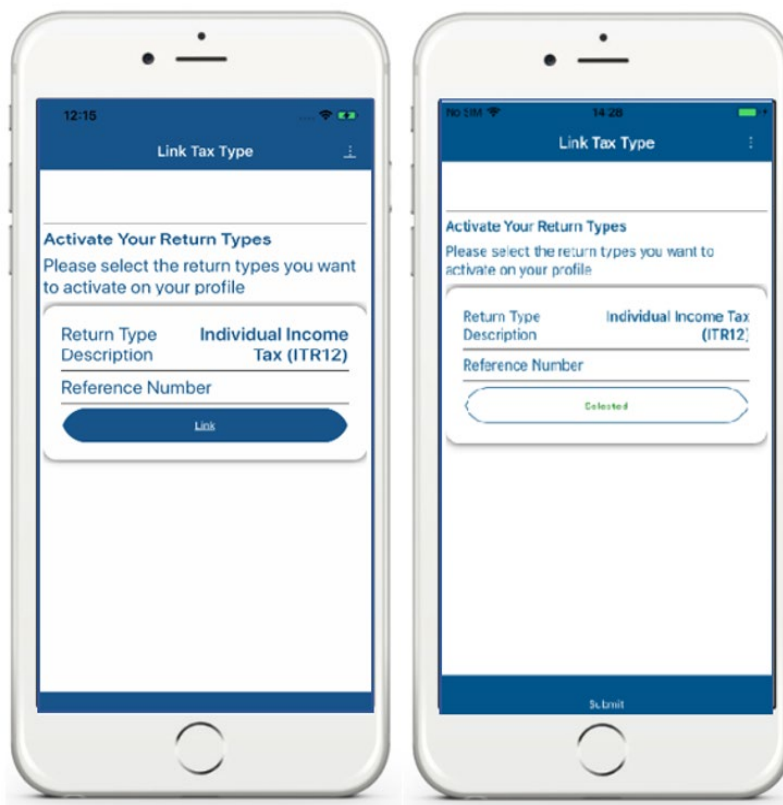 12:15
Link Tax Type
Activate Your Return Types
Please select the return types you want
to activate on your profile
Return Type
Description
Individual Income
Tax (ITR12)
Reference Number
Link
No SIM
14:28
Link Tax Type
Activate Your Return Types
Please select the return types you want to
activate on your profile
Return Type
Description
Individual Income Tax
(ITR12)
Reference Number
Selected
Submit